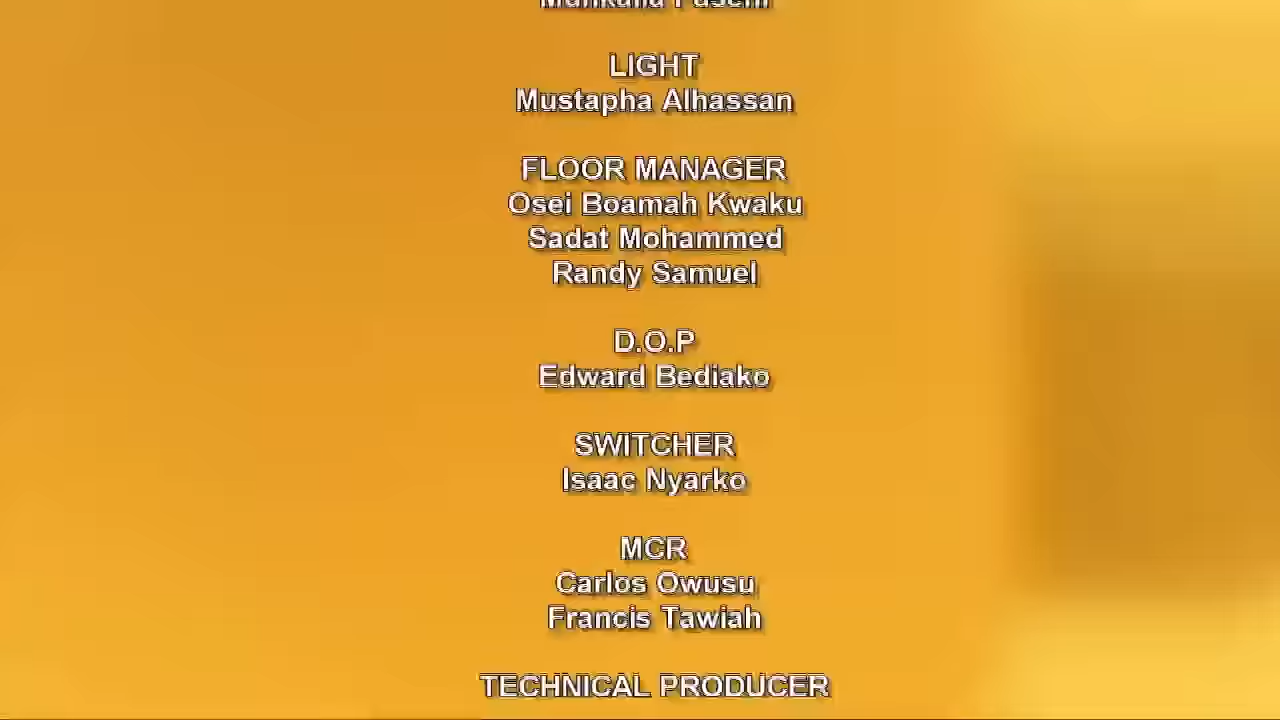 LIGHT
Mustapha Alhassan
FLOOR MANAGER
Osei Boamah Kwaku
Sadat Mohammed
Randy Samuel
D.O.P
Edward Bediako
SWITCHER
Isaac Nyarko
MCR
Carlos Owusu
Francis Tawiah
TECHNICAL PRODUCER